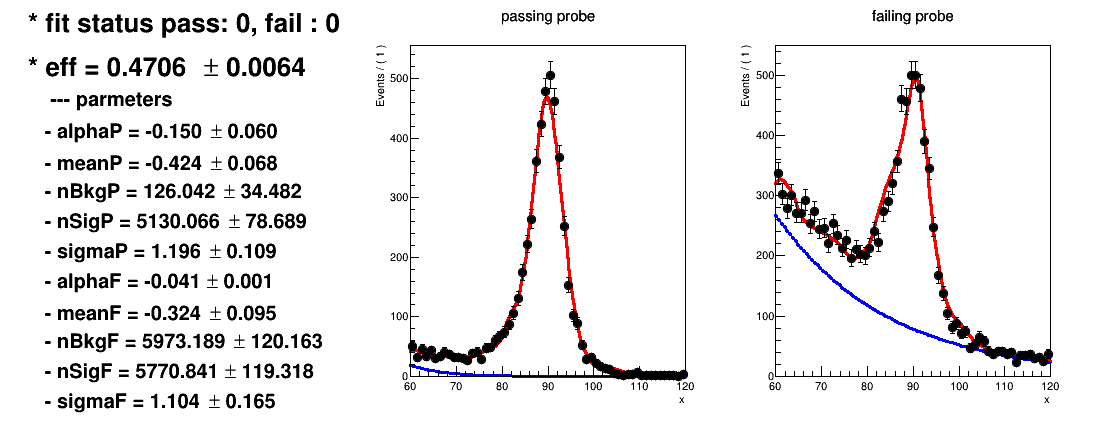 * fit status pass: 0, fail : 0
* eff = 0.4706 ± 0.0064
--- parmeters
- alphaP = -0.150 ± 0.060
- meanP = -0.424 ± 0.068
- nBkgP = 126.042 ± 34.482
- nSigP = 5130.066 ± 78.689
- sigmaP = 1.196 ± 0.109
- alphaF = -0.041 ± 0.001
- meanF = -0.324 ± 0.095
- nBkgF = 5973.189 ± 120.163
- nSigF = 5770.841 ± 119.318
- sigmaF = 1.104 ± 0.165
passing probe
Events / ( 1 )
500
400
300
200
100
0
60 70 80 90 100 110 120
x
failing probe
Events / ( 1 )
500
400
300
200
100
0
60 70 80 90 100 110 120
x